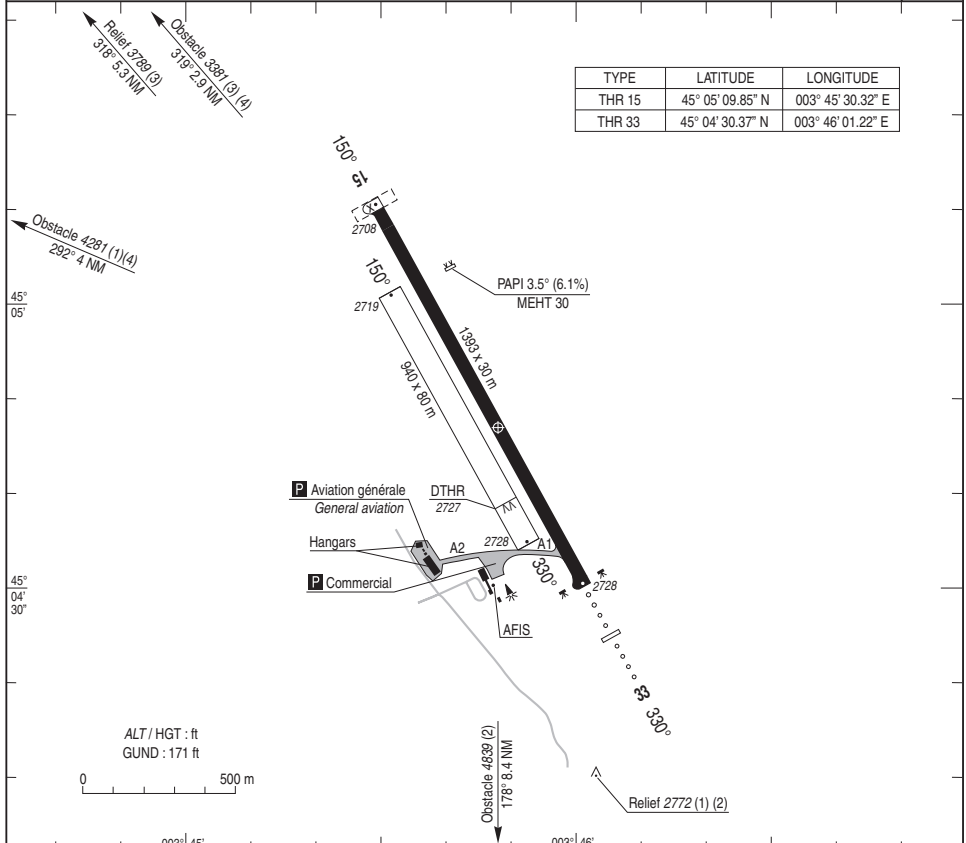 Relief 3789 (3)
318° 5.3 NM
Obstacle 3381 (3) (4)
319° 2.9 NM
TYPE LATITUDE LONGITUDE
THR 15 45° 05' 09.85" N 003° 45' 30.32" E
THR 33 45° 04' 30.37" N 003° 46' 01.22" E
150° 15
Obstacle 4281 (1)(4)
292° 4 NM
2708
150°
PAPI 3.5° (6.1%)
MEHT 30
2719
45°
05'
1393 x 30 m
940 x 80 m
P Aviation générale
General aviation
DTHR
2727
Hangars
A2
2728
A1
P Commercial
330°
2728
45°
04'
30"
AFIS
33 330°
ALT / HGT : ft
GUND : 171 ft
0 500 m
Obstacle 4839 (2)
178° 8.4 NM
Relief 2772 (1) (2)
003° 45'
003° 46'